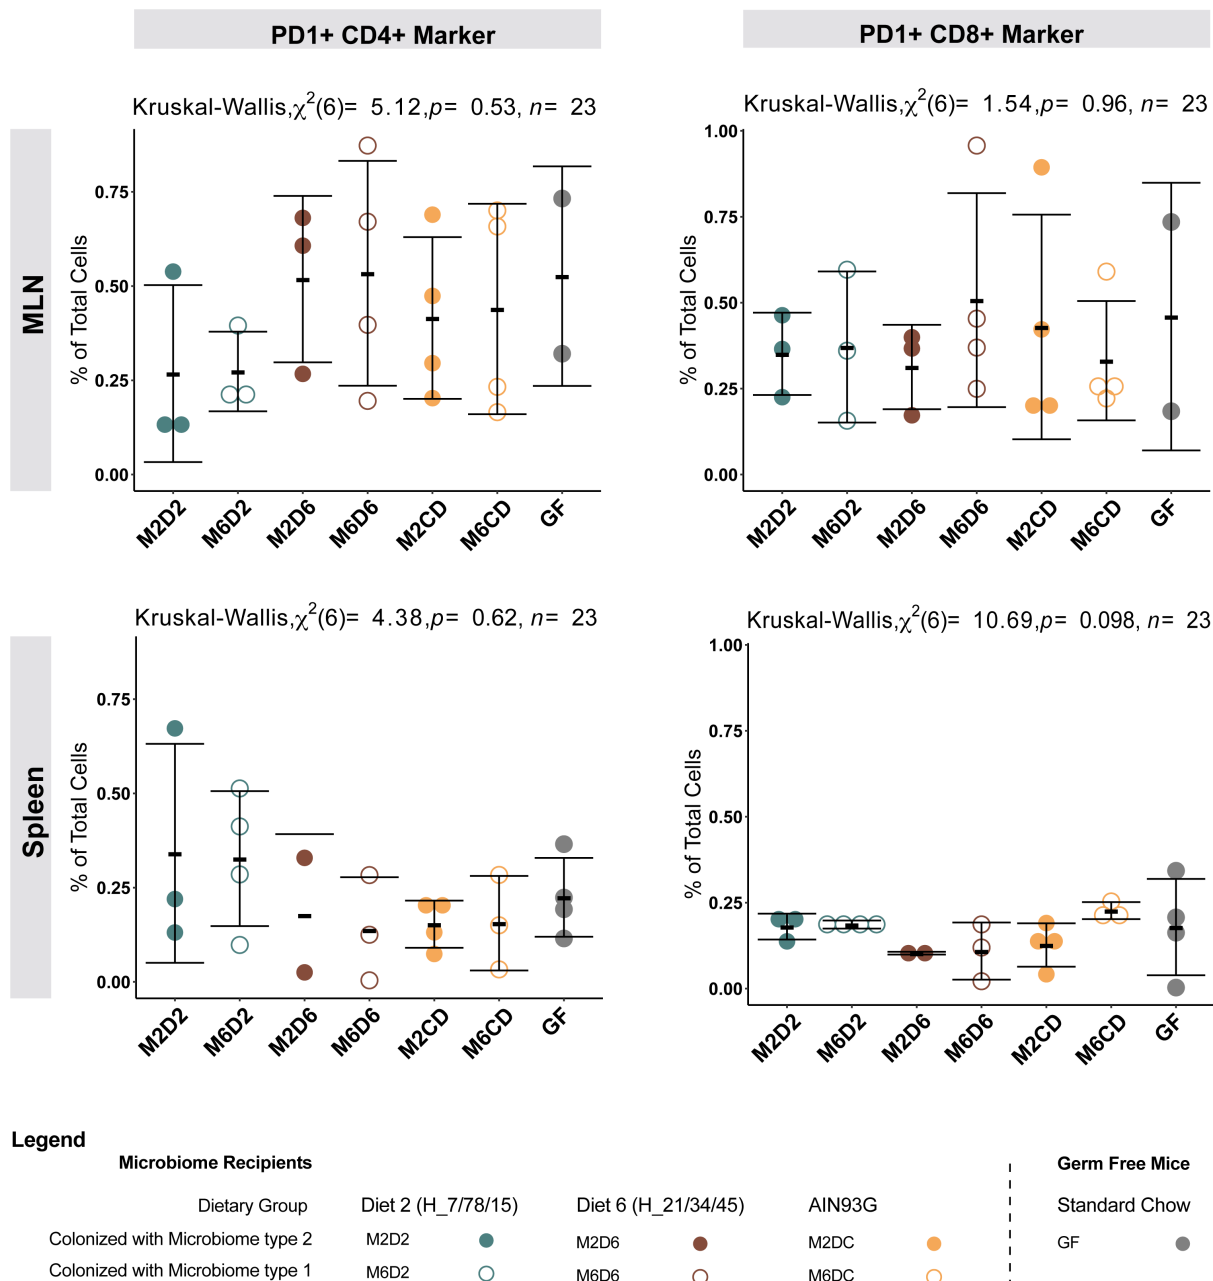 PD1+ CD4+ Marker
PD1+ CD8+ Marker
MLN
Kruskal-Wallis,χ²(6)= 5.12,p= 0.53, n= 23
% of Total Cells
0.75
0.50
0.25
0.00
M2D2
M6D2
M2D6
M6D6
M2CD
M6CD
GF
Kruskal-Wallis,χ²(6)= 1.54,p= 0.96, n= 23
% of Total Cells
1.00
0.75
0.50
0.25
0.00
M2D2
M6D2
M2D6
M6D6
M2CD
M6CD
GF
Spleen
Kruskal-Wallis,χ²(6)= 4.38,p= 0.62, n= 23
% of Total Cells
0.75
0.50
0.25
0.00
M2D2
M6D2
M2D6
M6D6
M2CD
M6CD
GF
Kruskal-Wallis,χ²(6)= 10.69,p= 0.098, n= 23
% of Total Cells
1.00
0.75
0.50
0.25
0.00
M2D2
M6D2
M2D6
M6D6
M2CD
M6CD
GF
Legend
Microbiome Recipients
Germ Free Mice
Dietary Group Diet 2 (H_7/78/15) Diet 6 (H_21/34/45) AIN93G Standard Chow
Colonized with Microbiome type 2 M2D2 M2D6 M2DC GF
Colonized with Microbiome type 1 M6D2 M6D6 M6DC